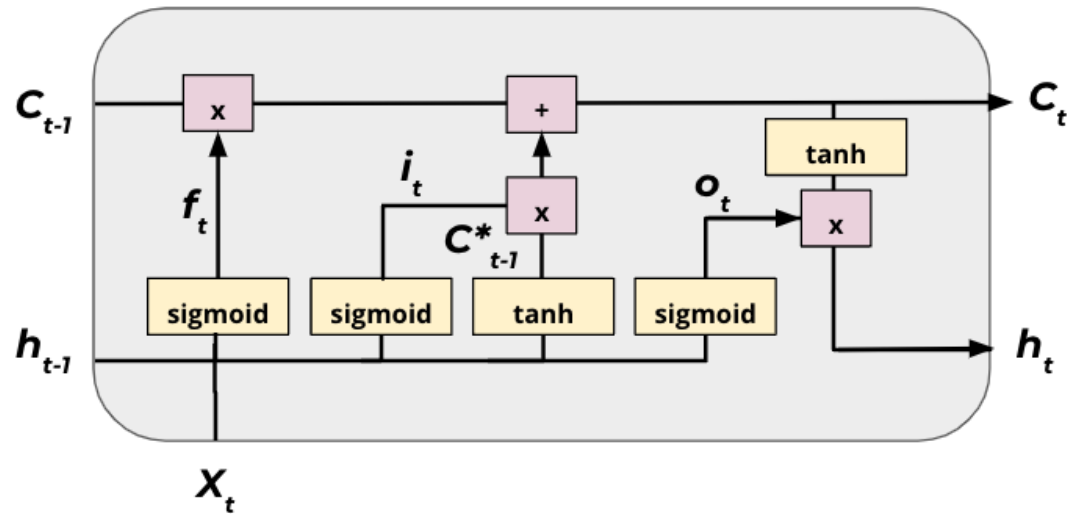 C t-1
x
+
C t
tanh
i t
o t
f t
x
x
C* t-1
sigmoid
sigmoid
tanh
sigmoid
h t-1
h t
X t